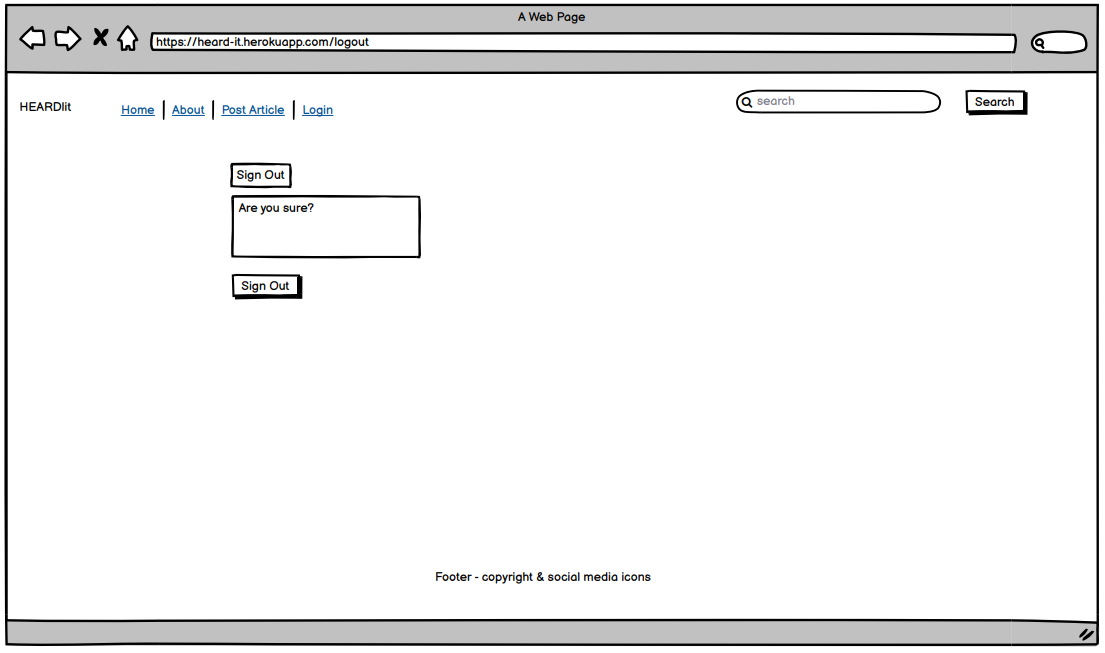 A Web Page
https://heard-it.herokuapp.com/logout
HEARDIit
Home About Post Article Login
search
Search
Sign Out
Are you sure?
Sign Out
Footer - copyright & social media icons